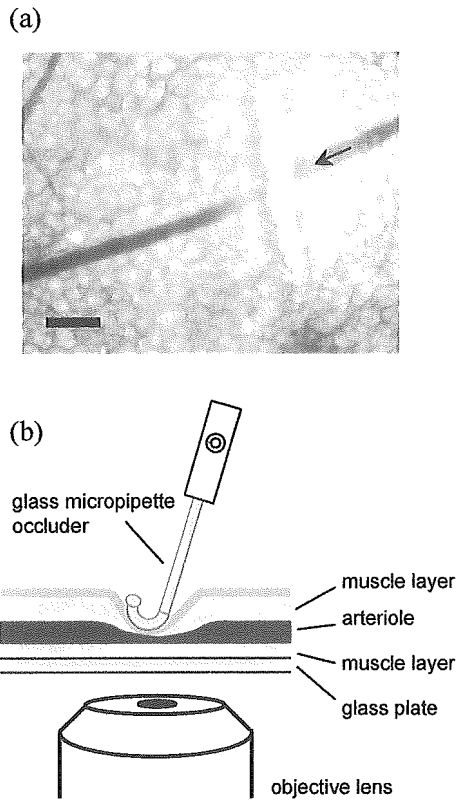 (a)
(b)
glass micropipette
occluder
muscle layer
arteriole
muscle layer
glass plate
objective lens